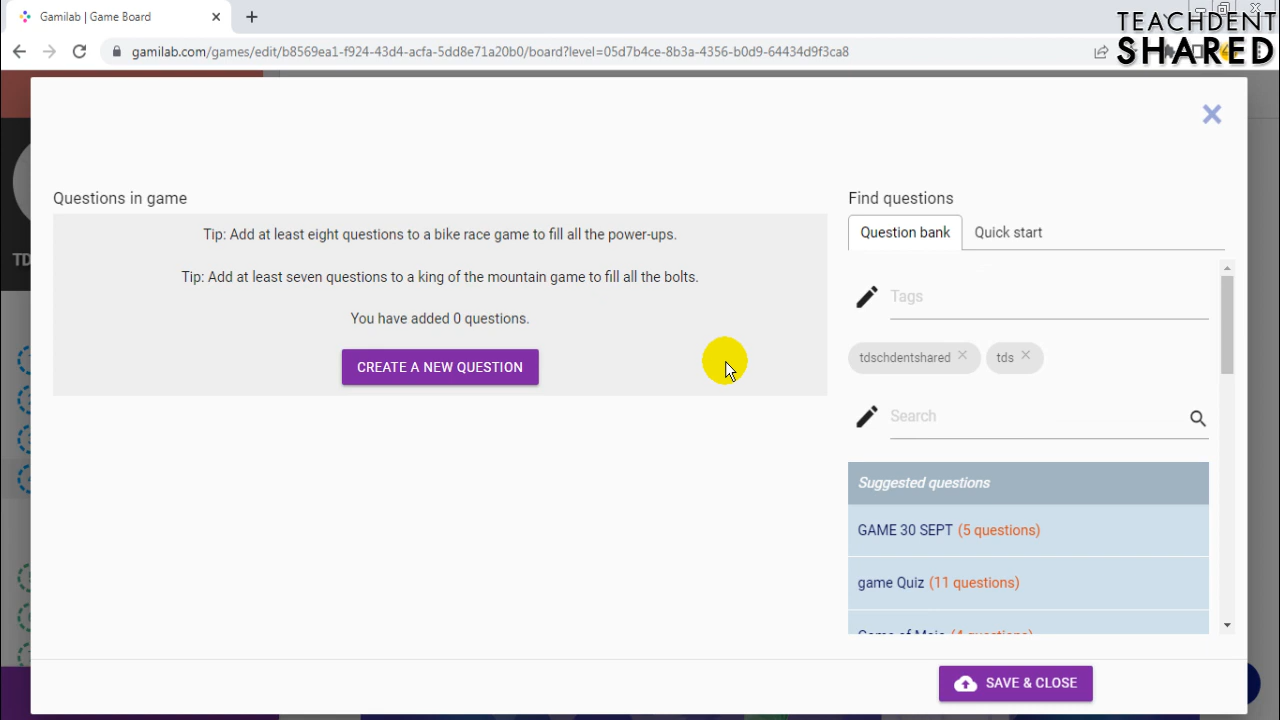 Gamilab | Game Board
TEACHDENT
SHARED
gamilab.com/games/edit/b8569ea1-f924-43d4-acfa-5dd8e71a20b0/board?level=05d7b4ce-8b3a-4356-b0d9-64434d9f3ca8
Questions in game
Tip: Add at least eight questions to a bike race game to fill all the power-ups.
Tip: Add at least seven questions to a king of the mountain game to fill all the bolts.
You have added 0 questions.
CREATE A NEW QUESTION
Find questions
Question bank
Quick start
Tags
tdschdentshared
tds
Search
Suggested questions
GAME 30 SEPT (5 questions)
game Quiz (11 questions)
SAVE & CLOSE